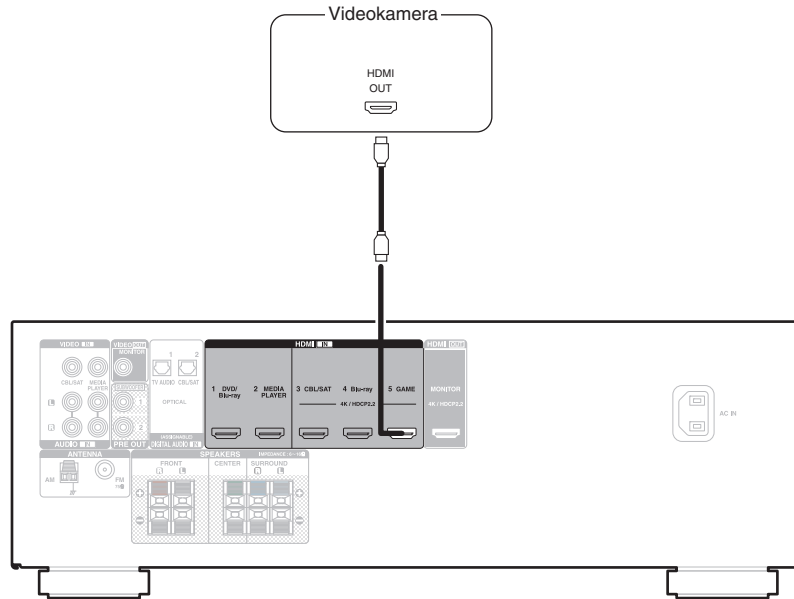 Videokamera
HDMI
OUT
VIDEO IN
CBL/SAT
MEDIA
PLAYER
L
R
AUDIO IN
VIDEO OUT
MONITOR
SUBWOOFER
1
2
PRE OUT
1 2
TV AUDIO CBL/SAT
OPTICAL
ASSIGNABLE
DIGITAL AUDIO IN
HDMI IN
1 DVD/
Blu-ray
2 MEDIA
PLAYER
3 CBL/SAT
4 Blu-ray
5 GAME
4K / HDCP2.2
HDMI OUT
MONITOR
4K / HDCP2.2
AC IN
ANTENNA
AM
FM
SPEAKERS
FRONT
R L
CENTER
SURROUND
R L